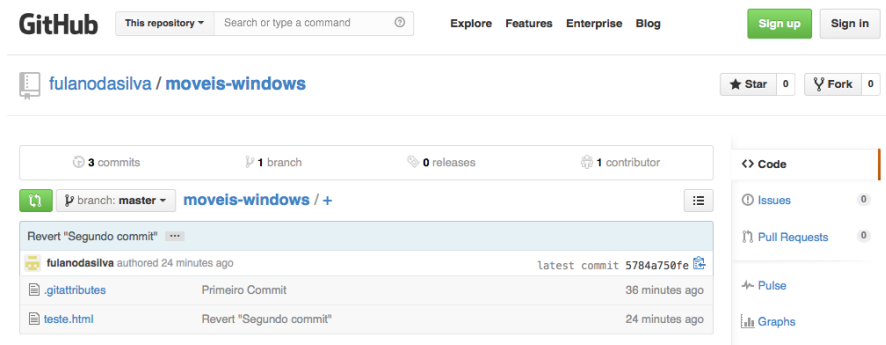 GitHub This repository Search or type a command Explore Features Enterprise Blog Sign up Sign in
fulanodasilva / moveis-windows Star 0 Fork 0
3 commits 1 branch 0 releases 1 contributor
branch: master moveis-windows / +
Revert "Segundo commit" ...
fulanodasilva authored 24 minutes ago latest commit 5784a750fe
.gitattributes Primeiro Commit 36 minutes ago
teste.html Revert "Segundo commit" 24 minutes ago
Code
Issues 0
Pull Requests 0
Pulse
Graphs